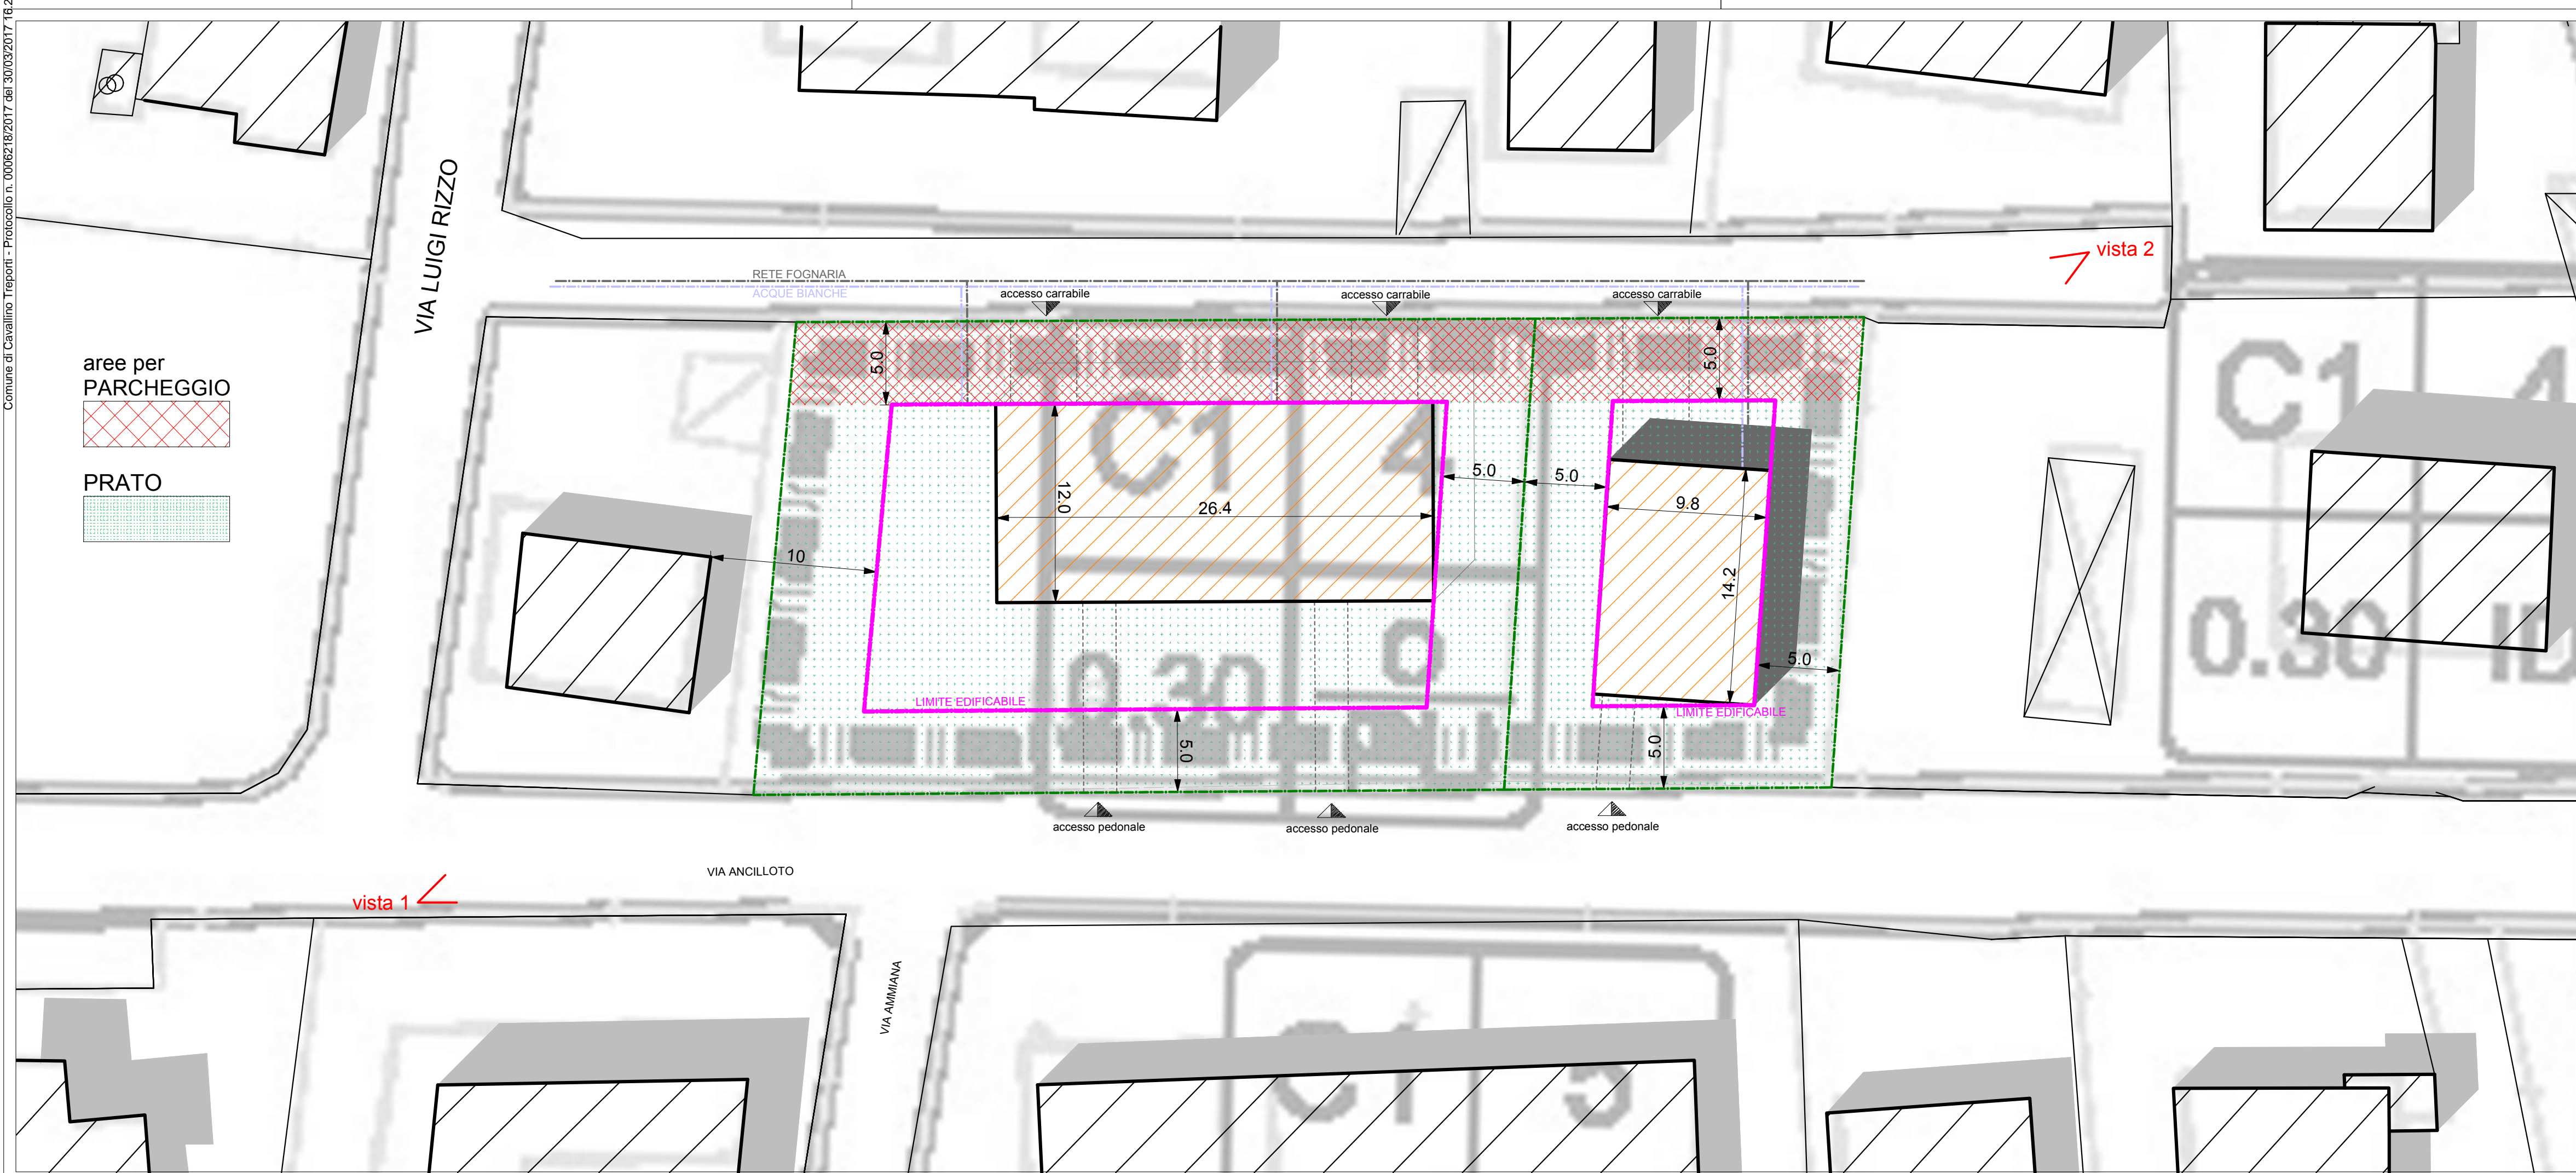 Comune di Cavallino Treporti - Protocollo n. 0006218/2017 del 30/03/2017
VIA LUIGI RIZZO
vista 2
RETE FOGNARIA
ACQUE BIANCHE
accesso carrabile
accesso carrabile
accesso carrabile
aree per
PARCHEGGIO
PRATO
5.0
5.0
C1
4
C1
4
12.0
26.4
5.0
5.0
9.8
14.2
10
0.30
5.0
0.30
LIMITE EDIFICABILE
LIMITE EDIFICABILE
5.0
5.0
accesso pedonale
accesso pedonale
accesso pedonale
VIA ANCILLOTO
vista 1
VIA AMMIANA
C1
5